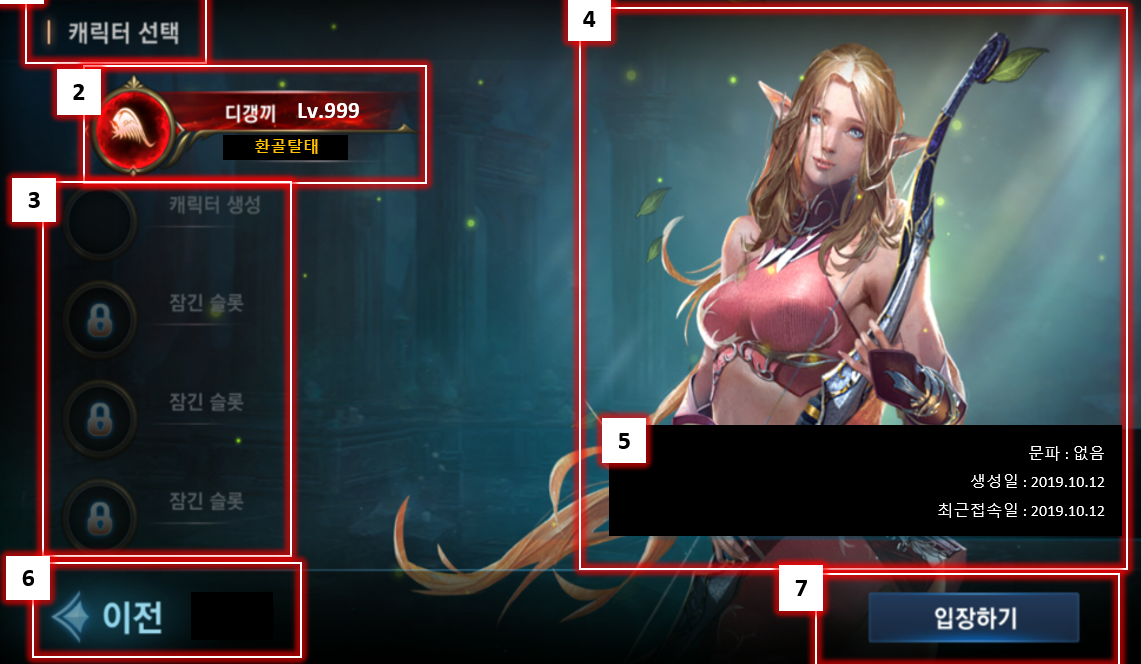 캐릭터 선택
2
디갱끼 Lv.999
환골탈태
3
캐릭터 생성
잠긴 슬롯
잠긴 슬롯
잠긴 슬롯
4
5
문파 : 없음
생성일 : 2019.10.12
최근접속일 : 2019.10.12
6
이전
7
입장하기